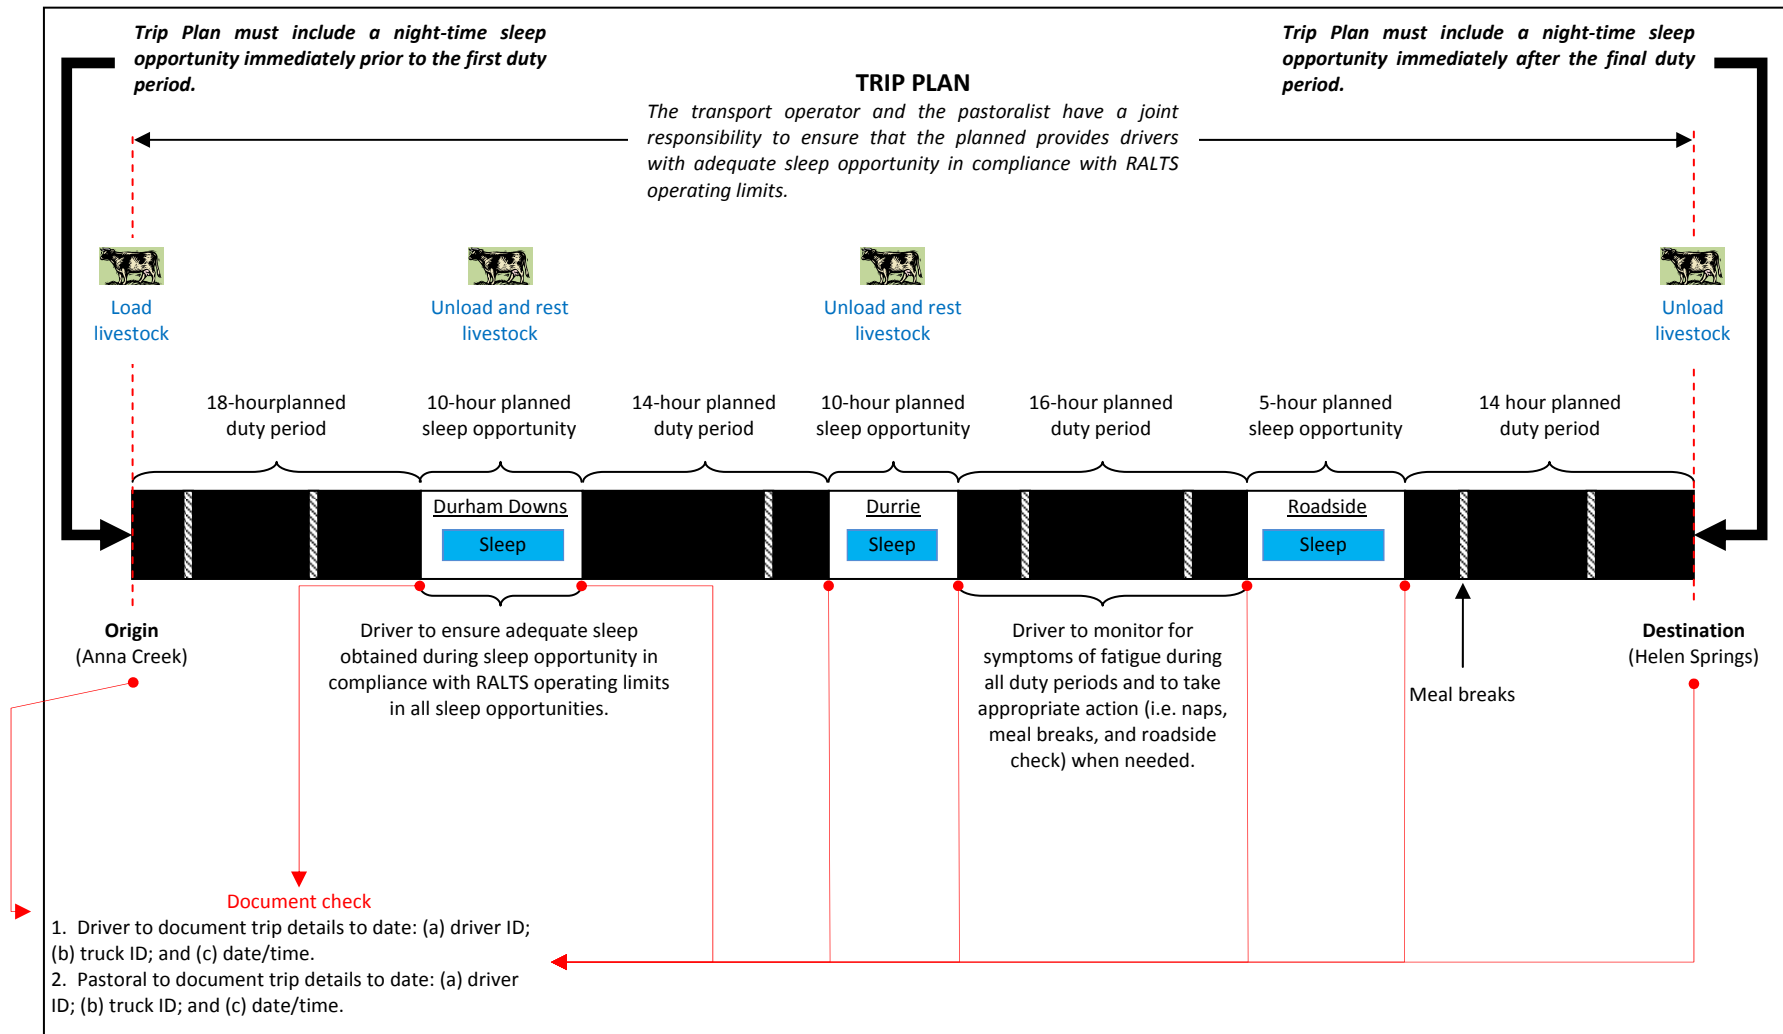 Trip Plan must include a night-time sleep
opportunity immediately prior to the first duty
period.
Trip Plan must include a night-time sleep
opportunity immediately after the final duty
period.
TRIP PLAN
The transport operator and the pastoralist have a joint
responsibility to ensure that the planned provides drivers
with adequate sleep opportunity in compliance with RALTS
operating limits.
Load
livestock
Unload and rest
livestock
Unload and rest
livestock
Unload
livestock
18-hourplanned
duty period
10-hour planned
sleep opportunity
14-hour planned
duty period
10-hour planned
sleep opportunity
16-hour planned
duty period
5-hour planned
sleep opportunity
14 hour planned
duty period
Durham Downs
Sleep
Durrie
Sleep
Roadside
Sleep
Origin
(Anna Creek)
Driver to ensure adequate sleep
obtained during sleep opportunity in
compliance with RALTS operating limits
in all sleep opportunities.
Driver to monitor for
symptoms of fatigue during
all duty periods and to take
appropriate action (i.e. naps,
meal breaks, and roadside
check) when needed.
Meal breaks
Destination
(Helen Springs)
Document check
1. Driver to document trip details to date: (a) driver ID;
(b) truck ID; and (c) date/time.
2. Pastoral to document trip details to date: (a) driver
ID; (b) truck ID; and (c) date/time.